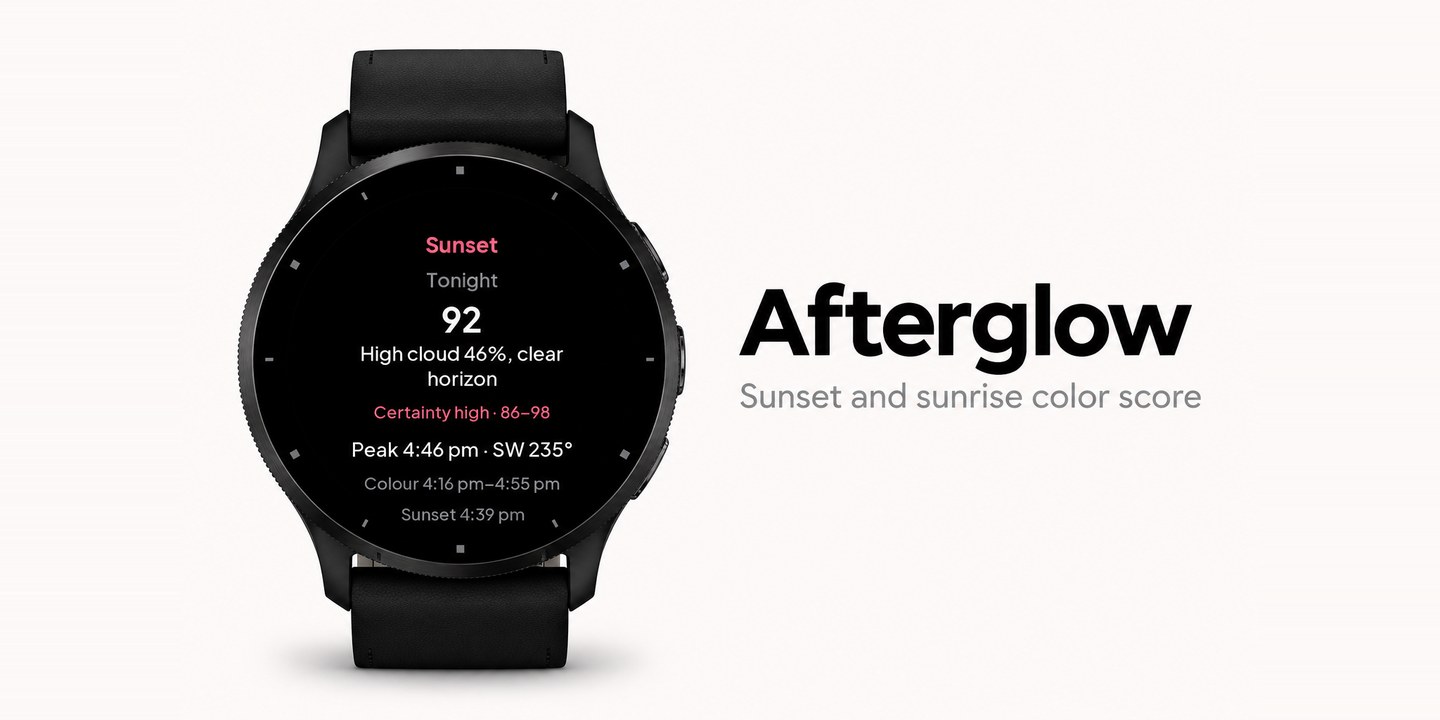 Sunset
Tonight
92
High cloud 46%, clear
horizon
Certainty high · 86–98
Peak 4:46 pm · SW 235°
Colour 4:16 pm–4:55 pm
Sunset 4:39 pm
Afterglow
Sunset and sunrise color score